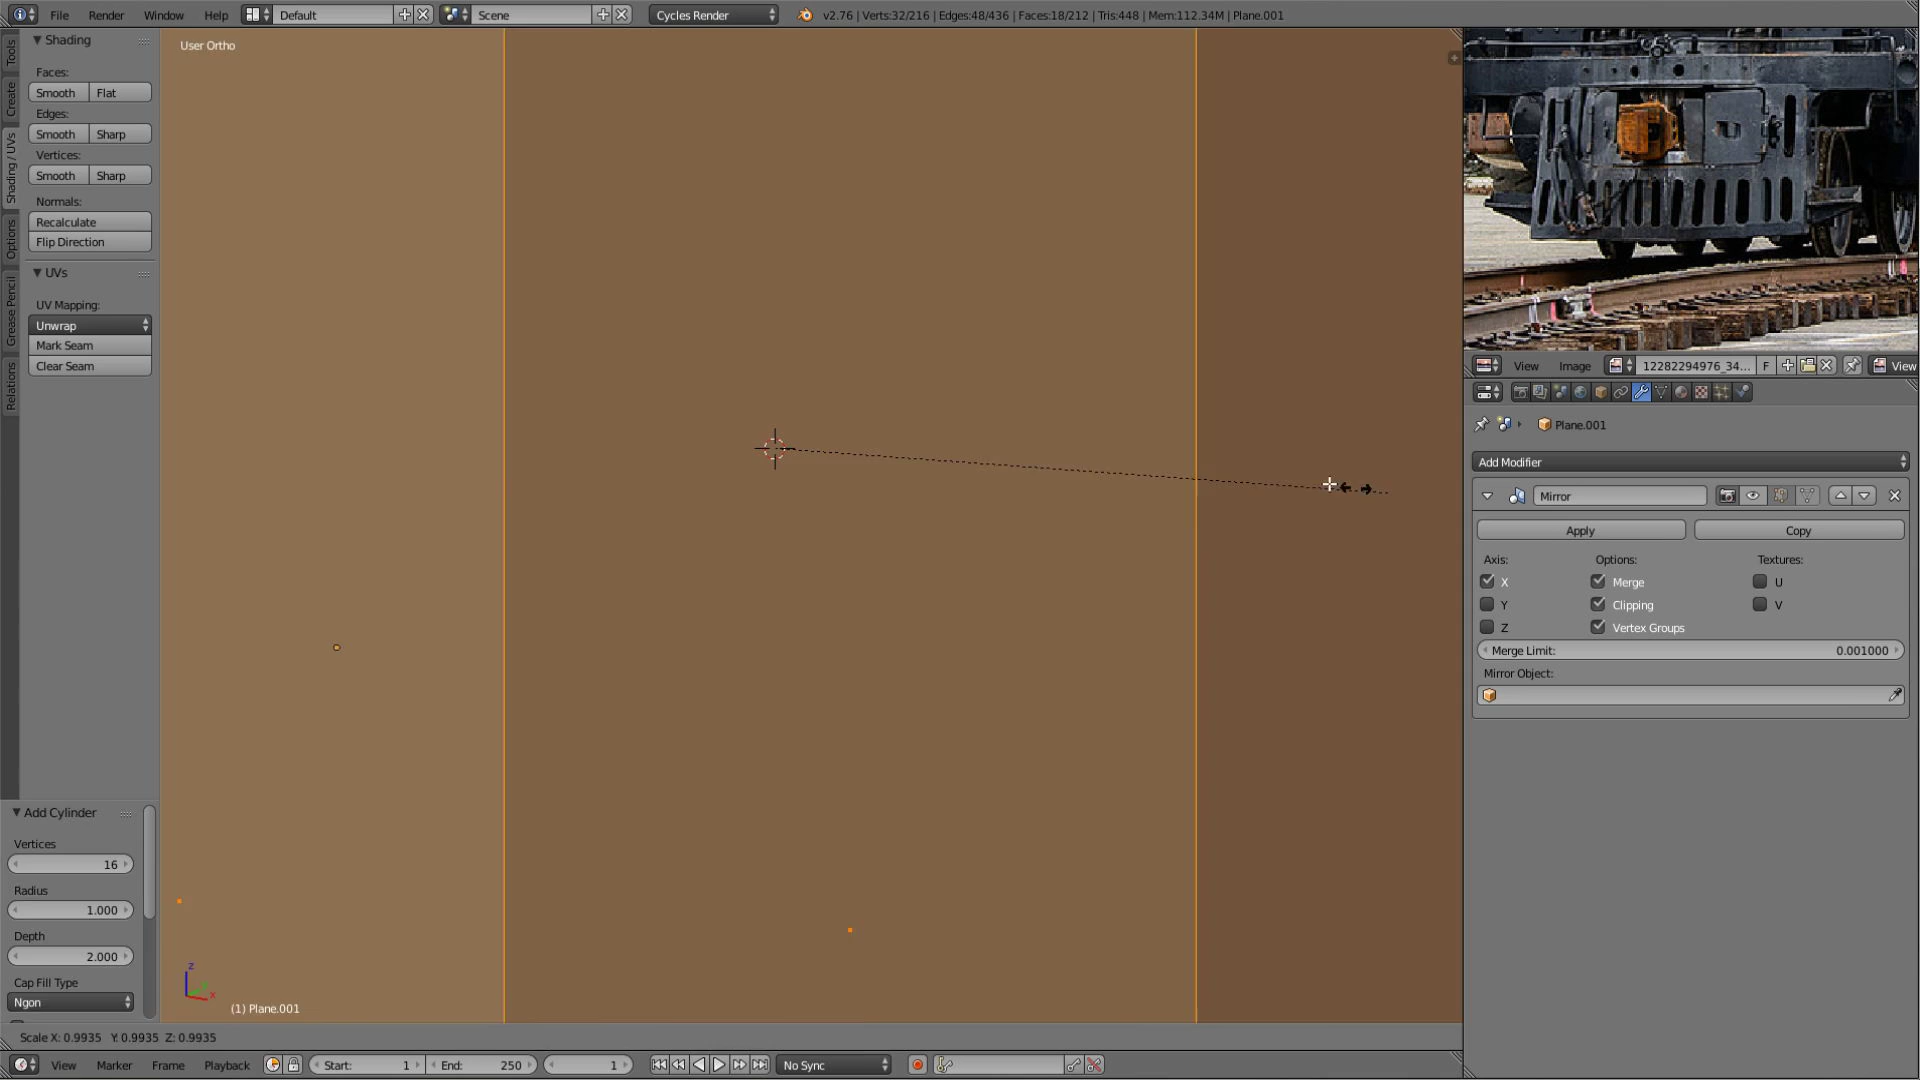 File Render Window Help Default Scene Cycles Render v2.76 | Verts:32/216 | Edges:48/436 | Faces:18/212 | Tris:448 | Mem:112.34M | Plane.001
Tools
Create
Shading / UVs
Options
Grease Pencil
Relations
Shading
Faces:
Smooth Flat
Edges:
Smooth Sharp
Vertices:
Smooth Sharp
Normals:
Recalculate
Flip Direction
UVs
UV Mapping:
Unwrap
Mark Seam
Clear Seam
Add Cylinder
Vertices
16
Radius
1.000
Depth
2.000
Cap Fill Type
Ngon
User Ortho
z
x
(1) Plane.001
Scale X: 0.9935 Y: 0.9935 Z: 0.9935
View Image 12282294976_34... F View
Plane.001
Add Modifier
Mirror
Apply Copy
Axis: Options: Textures:
X Merge U
Y Clipping V
Z Vertex Groups
Merge Limit: 0.001000
Mirror Object:
View Marker Frame Playback Start: 1 End: 250 1 No Sync